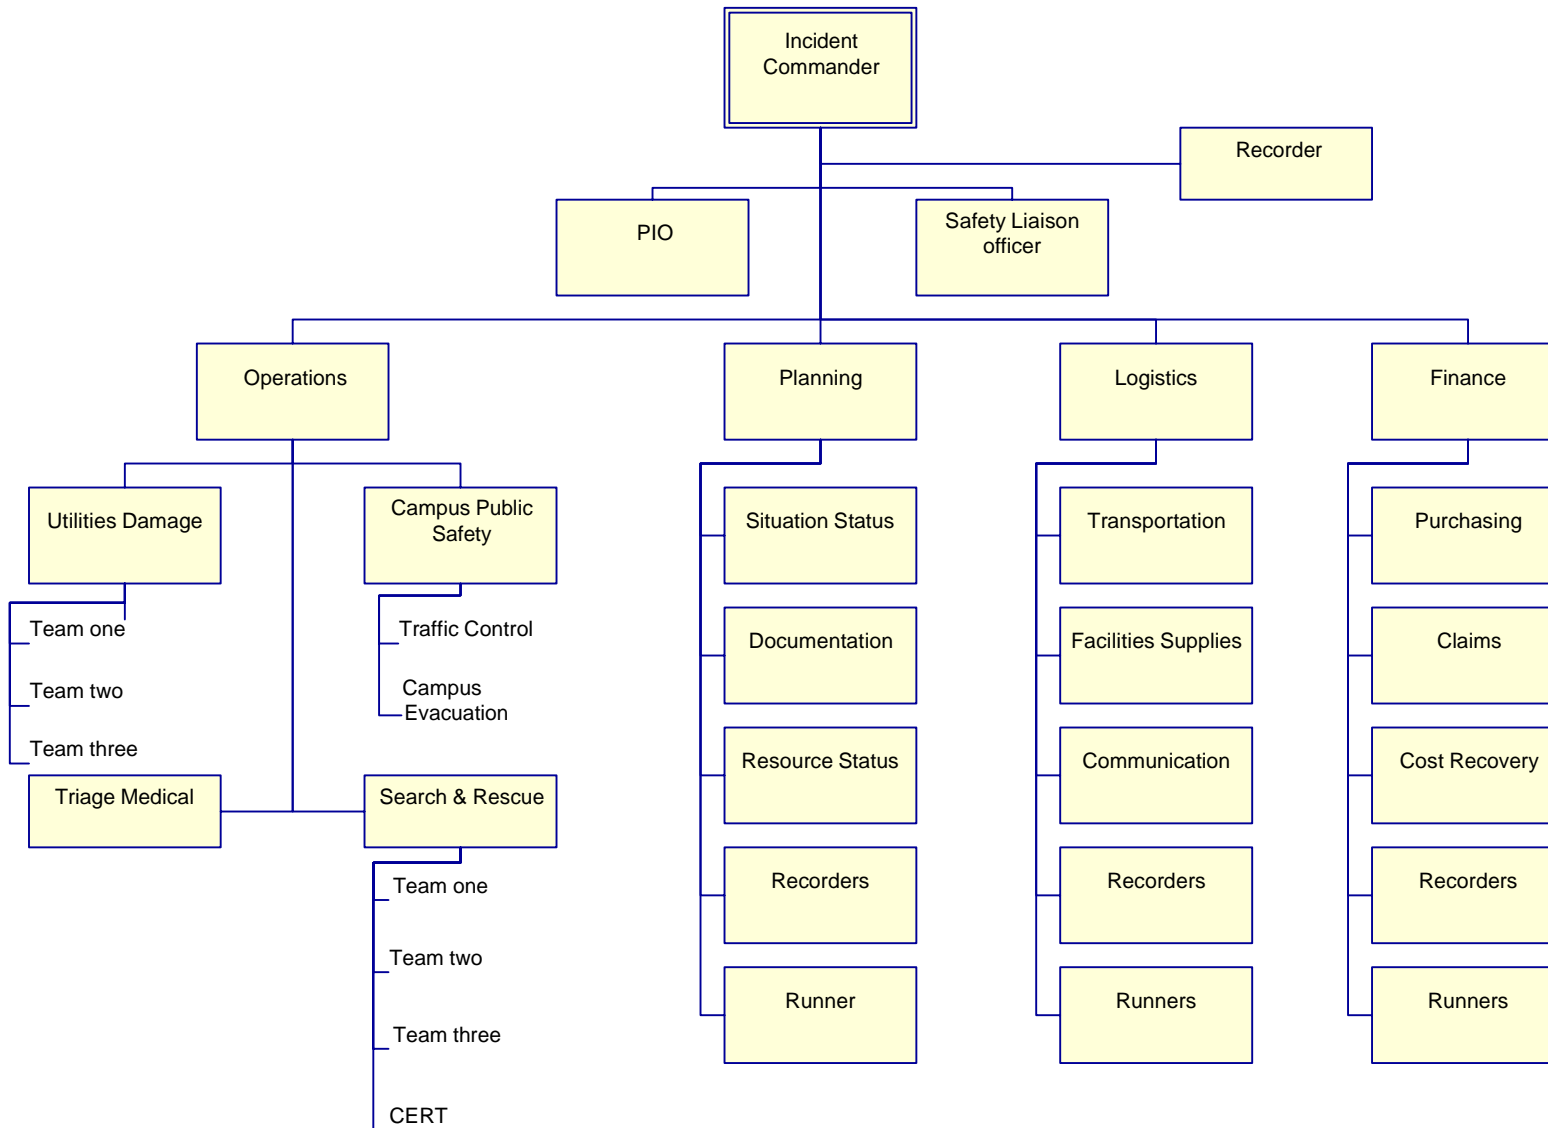 Incident
Commander
Recorder
PIO
Safety Liaison
officer
Operations
Planning
Logistics
Finance
Utilities Damage
Campus Public
Safety
Situation Status
Transportation
Purchasing
Team one
Traffic Control
Documentation
Facilities Supplies
Claims
Team two
Campus
Evacuation
Team three
Resource Status
Communication
Cost Recovery
Triage Medical
Search & Rescue
Team one
Recorders
Recorders
Recorders
Team two
Runner
Runners
Runners
Team three
CERT